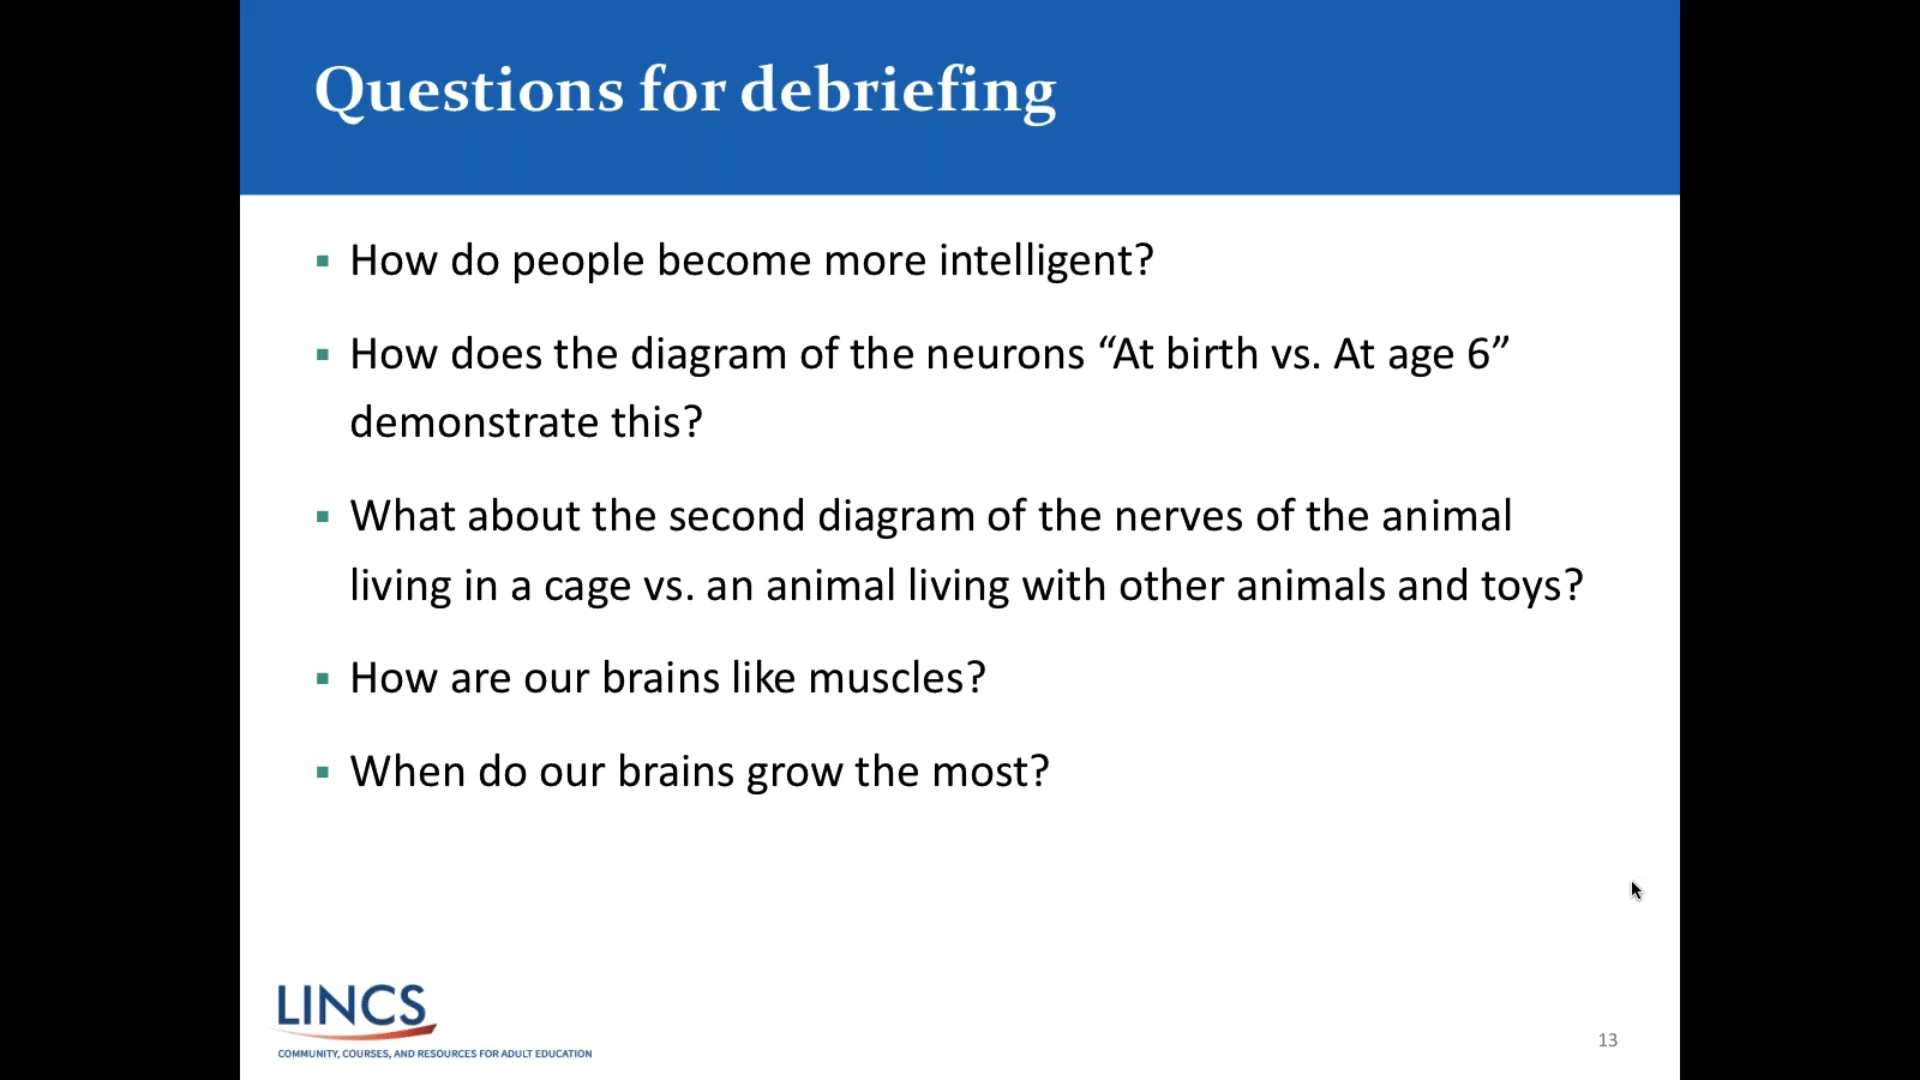 Questions for debriefing
▪ How do people become more intelligent?
▪ How does the diagram of the neurons “At birth vs. At age 6”
demonstrate this?
▪ What about the second diagram of the nerves of the animal
living in a cage vs. an animal living with other animals and toys?
▪ How are our brains like muscles?
▪ When do our brains grow the most?
LINCS
COMMUNITY, COURSES, AND RESOURCES FOR ADULT EDUCATION
13